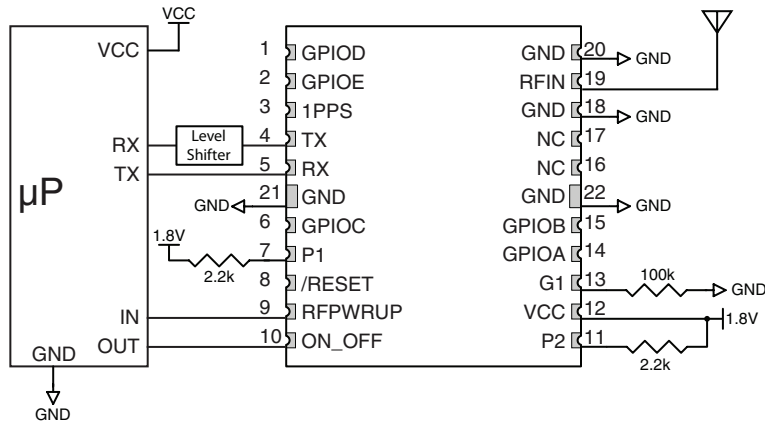 VCC
VCC
RX
TX
µP
IN
OUT
GND
GND
Level
Shifter
1 GPIOD
2 GPIOE
3 1PPS
4 TX
5 RX
GND 21 GND
6 GPIOC
1.8V
2.2k
7 P1
8 /RESET
9 RFPWRUP
10 ON_OFF
GND 20 GND
RFIN 19
GND 18 GND
NC 17
NC 16
GND 22 GND
GPIOB 15
GPIOA 14
G1 13 100k GND
VCC 12 1.8V
P2 11 2.2k